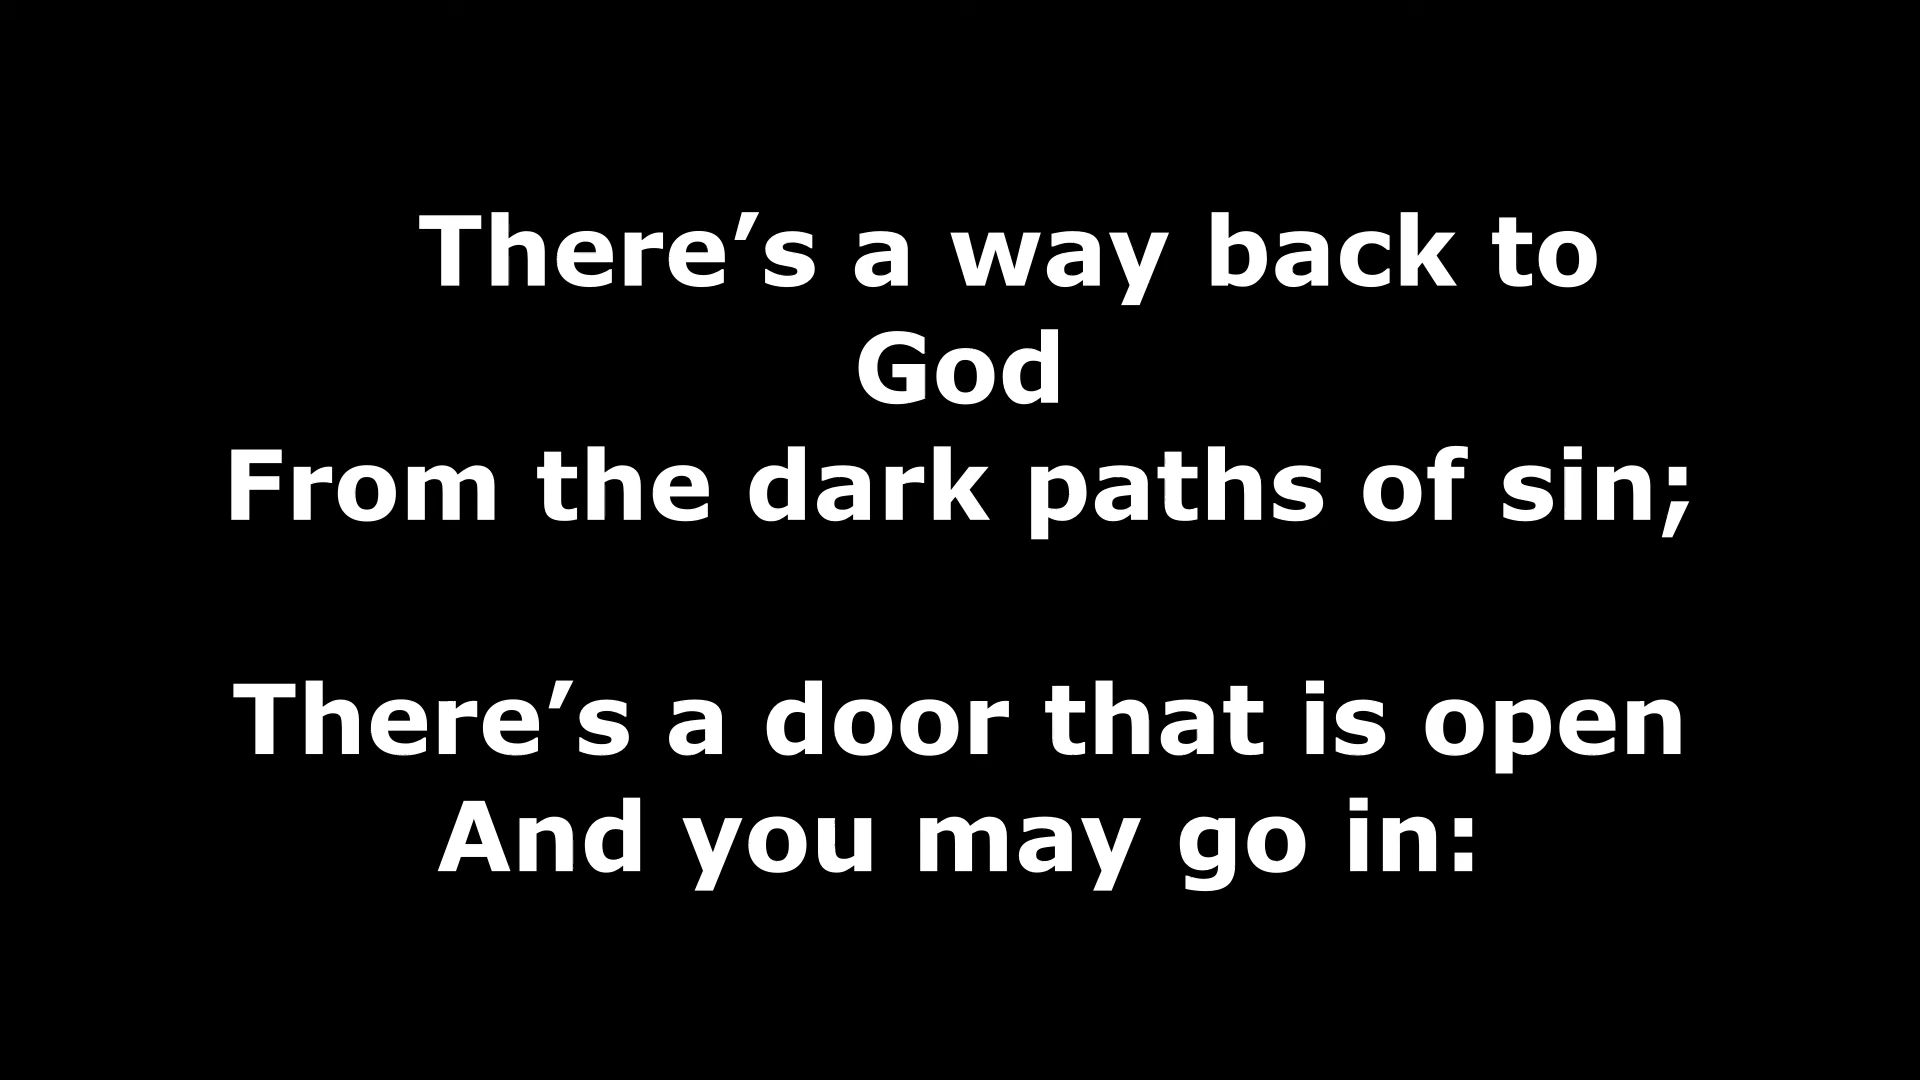 There’s a way back to
God
From the dark paths of sin;
There’s a door that is open
And you may go in: